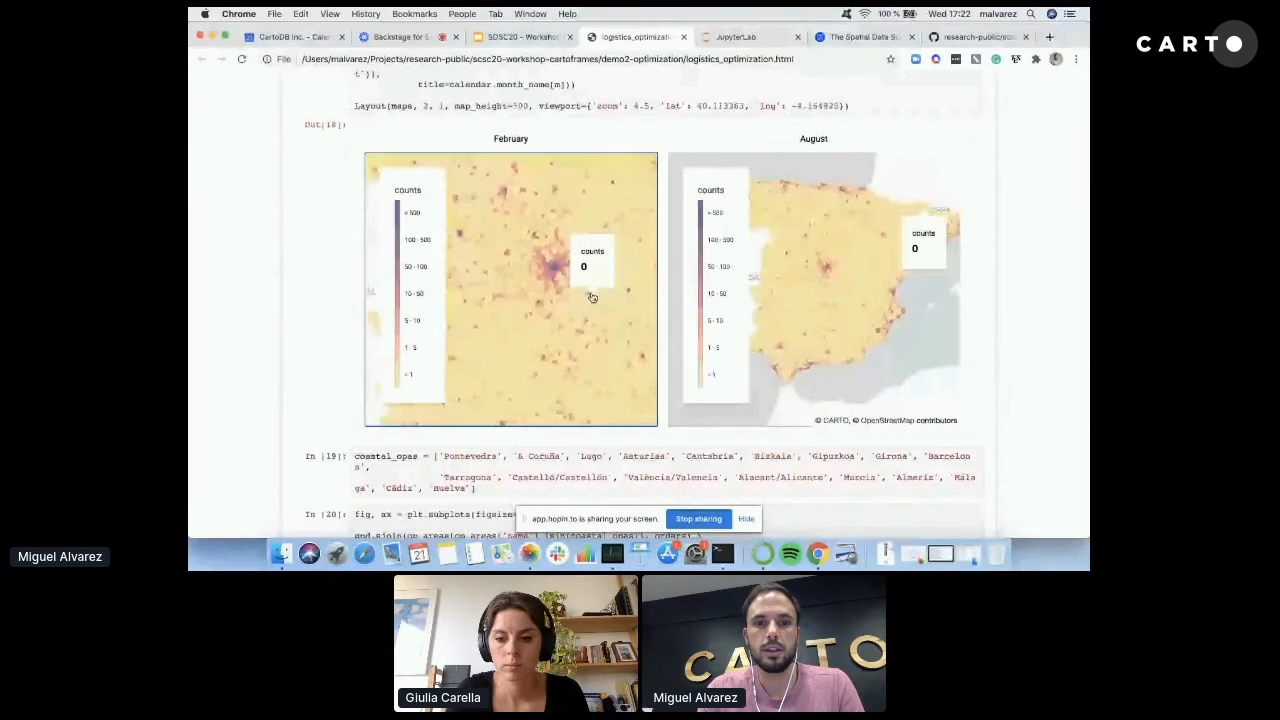 Chrome File Edit View History Bookmarks People Tab Window Help 100 % Wed 17:22 malvarez
CartoDB Inc. - Caler Backstage for S SDSC20 - Workshop logistics_optimizatio JupyterLab The Spatial Data S research-public/scs
File /Users/malvarez/Projects/research-public/scsc20-workshop-cartoframes/demo2-optimization/logistics_optimization.html
CARTO
title=calendar.month_name[m]))
Layout(maps, 2, 1, map_height=500, viewport={'zoom': 4.5, 'lat': 40.113363, 'lng': -4.164825})
Out[18]:
February August
counts
> 500
100 - 500
50 - 100
10 - 50
5 - 10
1 - 5
< 1
counts
0
counts
> 500
100 - 500
50 - 100
10 - 50
5 - 10
1 - 5
< 1
counts
0
© CARTO, © OpenStreetMap contributors
In [19]: coastal_opas = ['Pontevedra', 'A Coruña', 'Lugo', 'Asturias', 'Cantabria', 'Bizkaia', 'Gipuzkoa', 'Girona', 'Barcelon
a',
'Tarragona', 'Castelló/Castellón', 'València/Valencia', 'Alacant/Alicante', 'Murcia', 'Almería', 'Mála
ga', 'Cádiz', 'Huelva']
In [20]: fig, ax = plt.subplots(figsize=
app.hopin.to is sharing your screen. Stop sharing Hide
Miguel Alvarez
CARTO
Giulia Carella
Miguel Alvarez